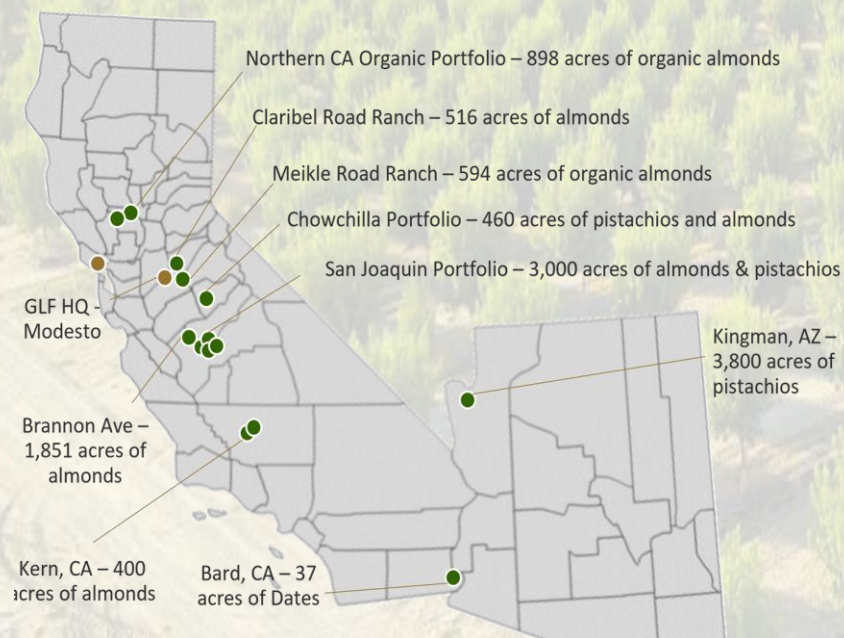 Northern CA Organic Portfolio – 898 acres of organic almonds
Claribel Road Ranch – 516 acres of almonds
Meikle Road Ranch – 594 acres of organic almonds
Chowchilla Portfolio – 460 acres of pistachios and almonds
San Joaquin Portfolio – 3,000 acres of almonds & pistachios
GLF HQ -
Modesto
Kingman, AZ –
3,800 acres of
pistachios
Brannon Ave –
1,851 acres of
almonds
Kern, CA – 400
acres of almonds
Bard, CA – 37
acres of Dates